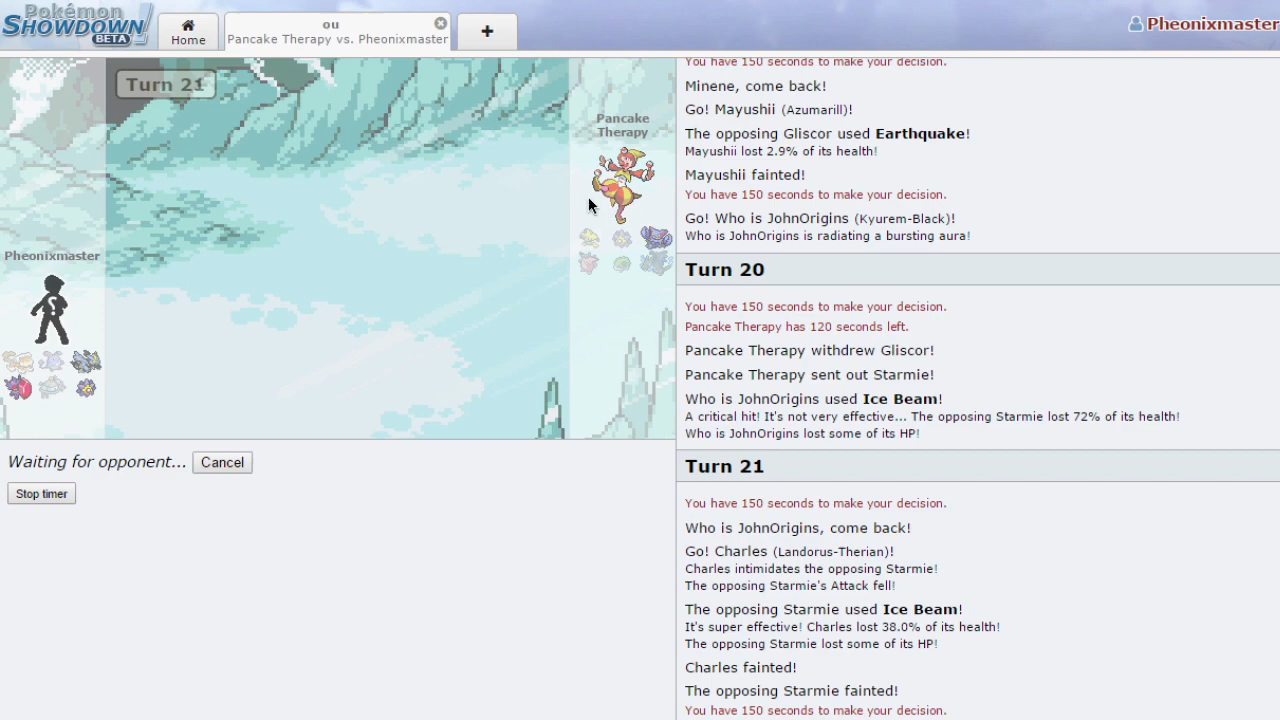 Pokémon
SHOWDOWN!
BETA
Home
ou
Pancake Therapy vs. Pheonixmaster
+
Pheonixmaster
Turn 21
Pancake
Therapy
Pheonixmaster
Waiting for opponent... Cancel
Stop timer
You have 150 seconds to make your decision.
Minene, come back!
Go! Mayushii (Azumarill)!
The opposing Gliscor used Earthquake!
Mayushii lost 2.9% of its health!
Mayushii fainted!
You have 150 seconds to make your decision.
Go! Who is JohnOrigins (Kyurem-Black)!
Who is JohnOrigins is radiating a bursting aura!
Turn 20
You have 150 seconds to make your decision.
Pancake Therapy has 120 seconds left.
Pancake Therapy withdrew Gliscor!
Pancake Therapy sent out Starmie!
Who is JohnOrigins used Ice Beam!
A critical hit! It's not very effective... The opposing Starmie lost 72% of its health!
Who is JohnOrigins lost some of its HP!
Turn 21
You have 150 seconds to make your decision.
Who is JohnOrigins, come back!
Go! Charles (Landorus-Therian)!
Charles intimidates the opposing Starmie!
The opposing Starmie's Attack fell!
The opposing Starmie used Ice Beam!
It's super effective! Charles lost 38.0% of its health!
The opposing Starmie lost some of its HP!
Charles fainted!
The opposing Starmie fainted!
You have 150 seconds to make your decision.